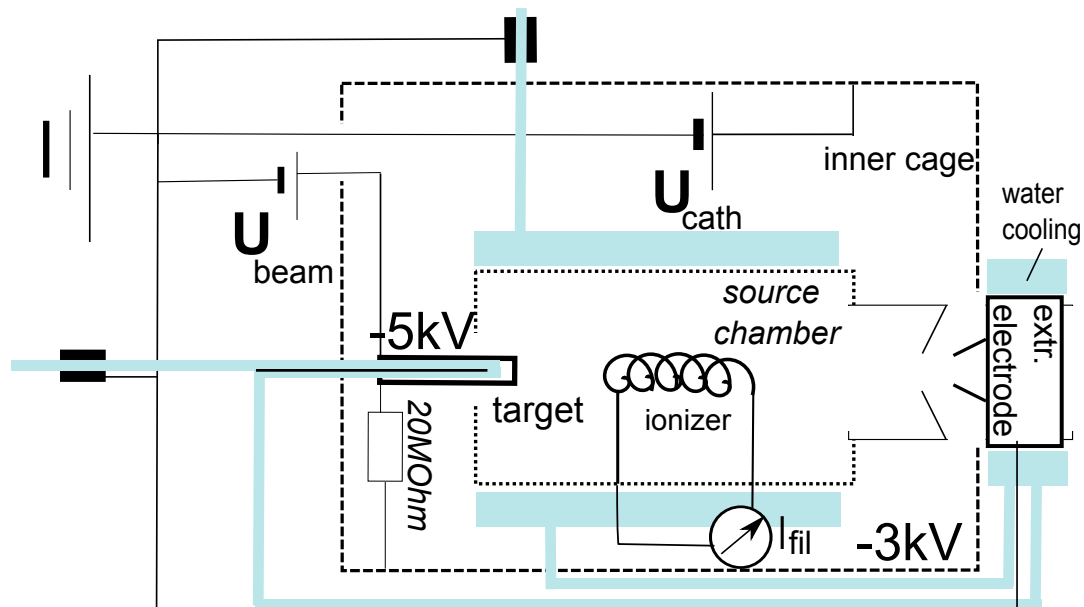 inner cage
U
cath
water
cooling
U
beam
source
chamber
-5kV
extr.
electrode
target
ionizer
20MOhm
I
fil
-3kV